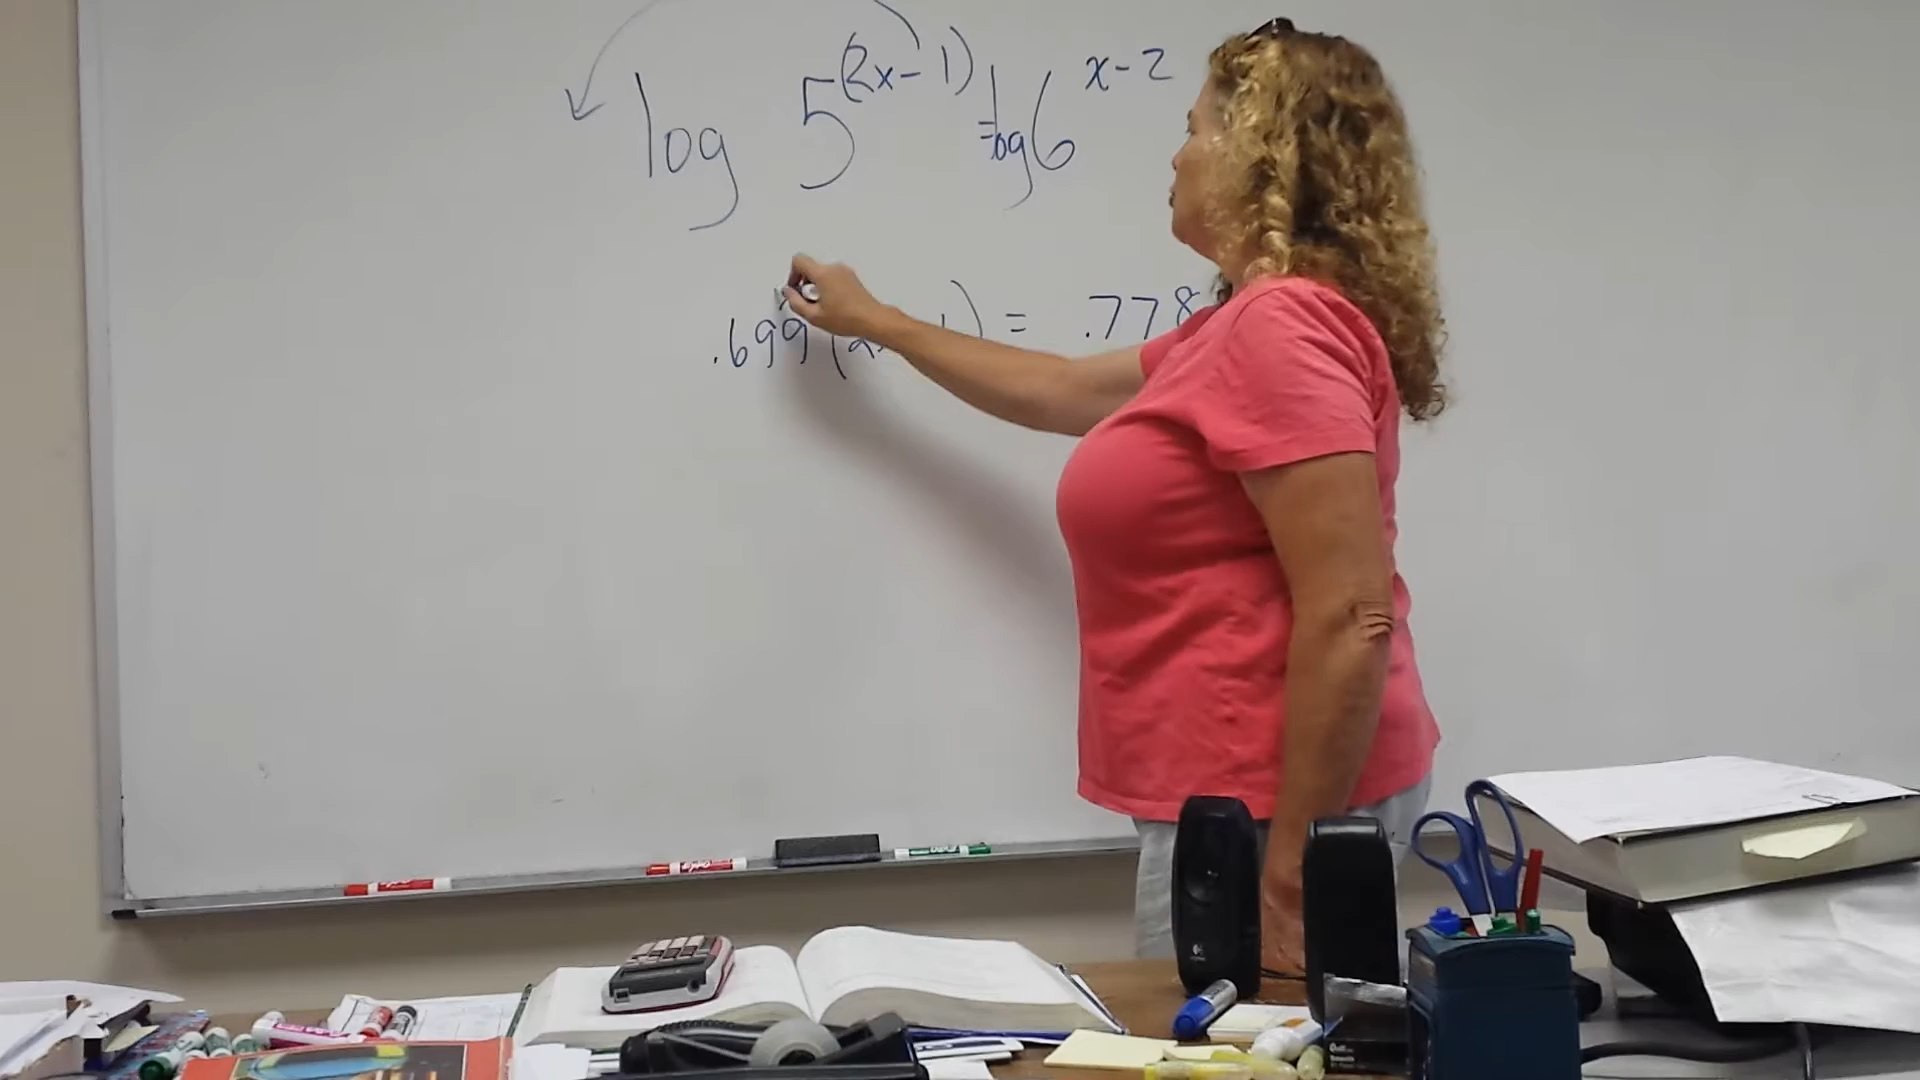 log 5^(2x-1) = log 6^x-2
.699 (2x 1) = .778